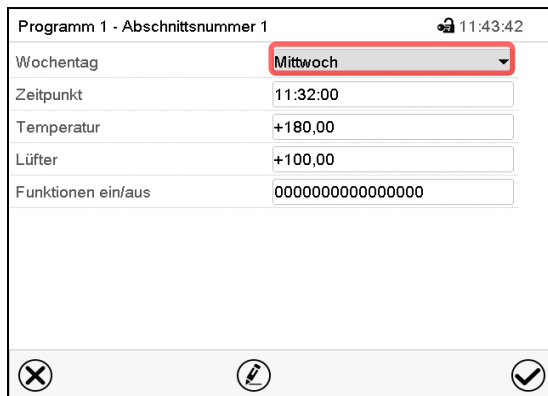 Programm 1 - Abschnittsnummer 1 11:43:42
Wochentag Mittwoch
Zeitpunkt 11:32:00
Temperatur +180,00
Lüfter +100,00
Funktionen ein/aus 0000000000000000